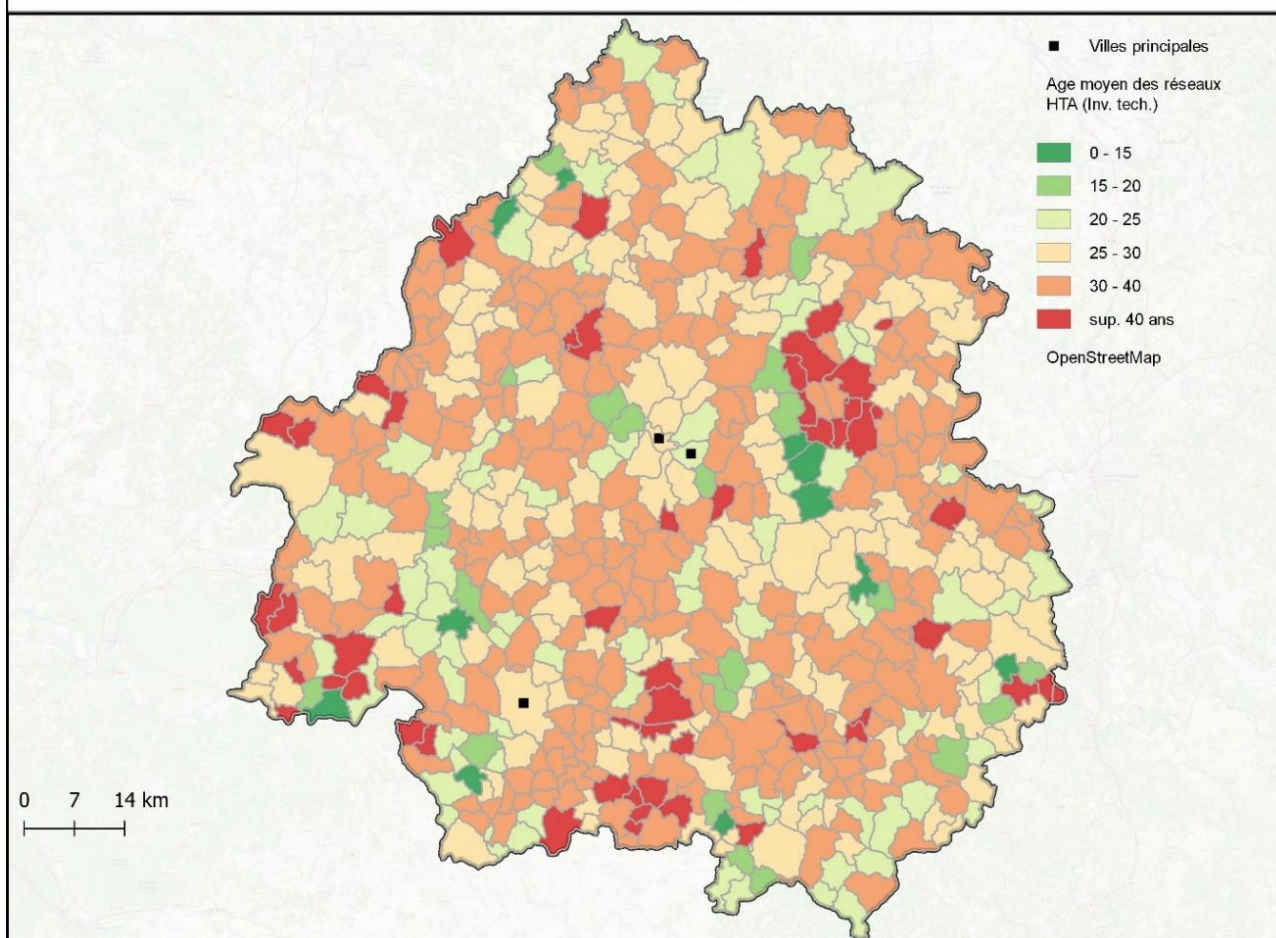 Villes principales
Age moyen des réseaux
HTA (Inv. tech.)
0 - 15
15 - 20
20 - 25
25 - 30
30 - 40
sup. 40 ans
OpenStreetMap
0 7 14 km